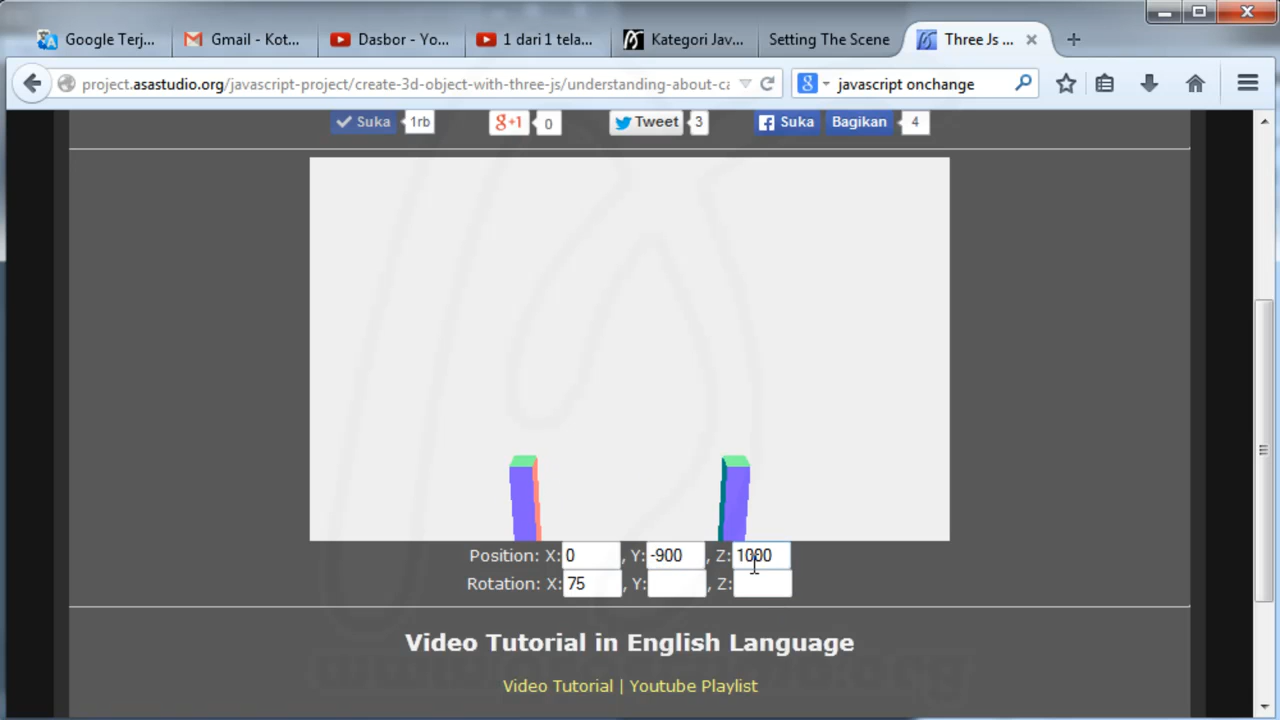 Google Terj... Gmail - Kot... Dasbor - Yo... 1 dari 1 tela... Kategori Jav... Setting The Scene Three Js ...
project.asastudio.org/javascript-project/create-3d-object-with-three-js/understanding-about-ca javascript onchange
Suka 1rb g+1 0 Tweet 3 Suka Bagikan 4
Position: X: 0 , Y: -900 , Z: 1000
Rotation: X: 75 , Y: , Z:
Video Tutorial in English Language
Video Tutorial | Youtube Playlist